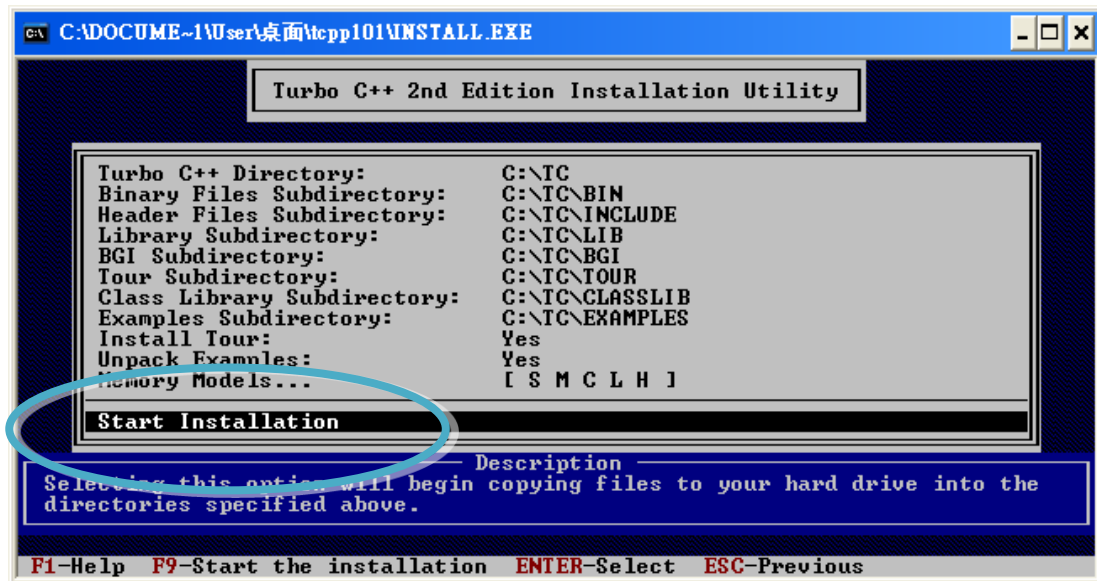 C:\DOCUME~1\User\桌面\tcpp101\INSTALL.EXE
Turbo C++ 2nd Edition Installation Utility
Turbo C++ Directory: C:\TC
Binary Files Subdirectory: C:\TC\BIN
Header Files Subdirectory: C:\TC\INCLUDE
Library Subdirectory: C:\TC\LIB
BGI Subdirectory: C:\TC\BGI
Tour Subdirectory: C:\TC\TOUR
Class Library Subdirectory: C:\TC\CLASSLIB
Examples Subdirectory: C:\TC\EXAMPLES
Install Tour: Yes
Unpack Examples: Yes
Memory Models... [ S M C L H ]
Start Installation
Description
Selecting this option will begin copying files to your hard drive into the
directories specified above.
F1-Help F9-Start the installation ENTER-Select ESC-Previous